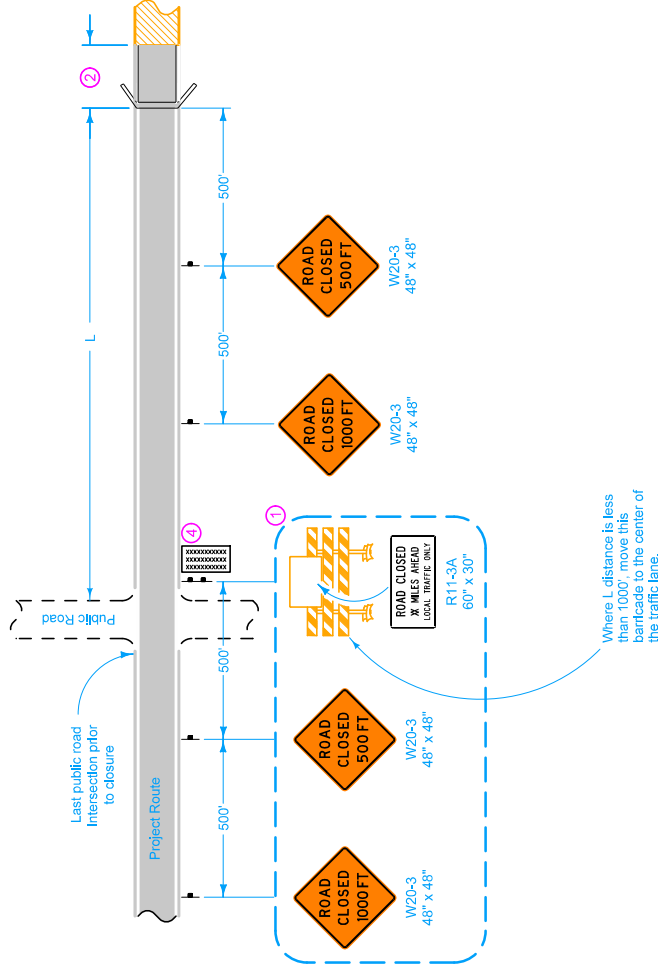 ②
L
500'
500'
ROAD
CLOSED
500 FT
W20-3
48" x 48"
ROAD
CLOSED
1000 FT
W20-3
48" x 48"
④
XXXXXXXXXXX
XXXXXXXXXXX
XXXXXXXXXXX
Public Road
Last public road
Intersection prior
to closure
Project Route
500'
500'
①
ROAD CLOSED
XX MILES AHEAD
LOCAL TRAFFIC ONLY
R11-3A
60" x 30"
ROAD
CLOSED
500 FT
W20-3
48" x 48"
ROAD
CLOSED
1000 FT
W20-3
48" x 48"
Where L distance is less
than 1000', move this
barricade to the center of
the traffic lane.